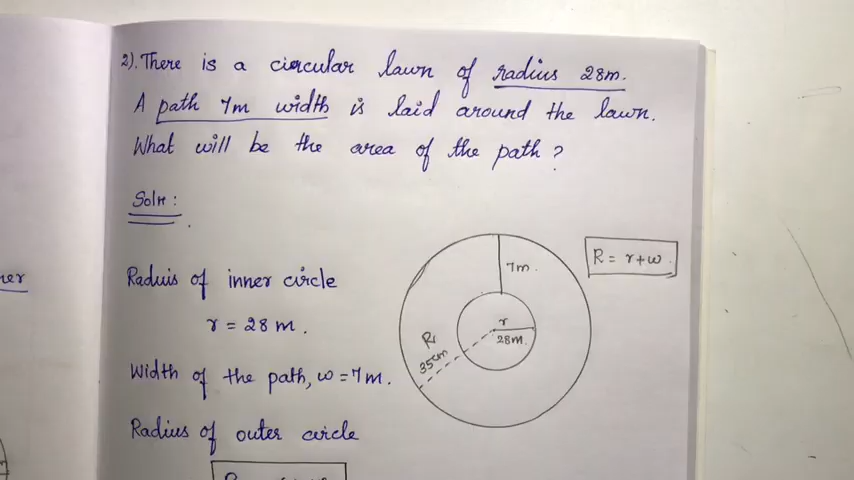 2). There is a circular lawn of radius 28m.
A path 7m width is laid around the lawn.
What will be the area of the path?
Soln:
Radius of inner circle
r = 28 m.
Width of the path, w = 7 m.
Radius of outer circle
7m.
r
28m.
R
35cm
R = r+w.